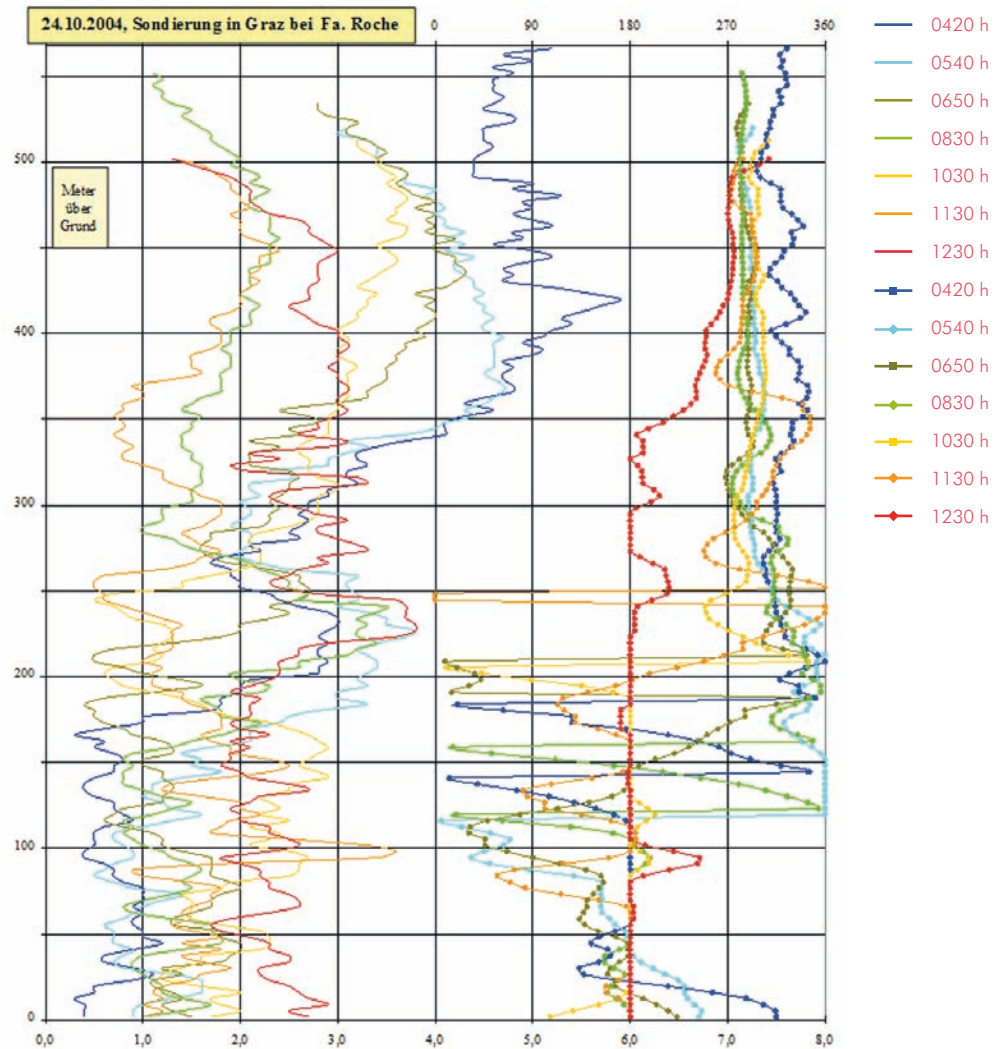 24.10.2004, Sondierung in Graz bei Fa. Roche
0 90 180 270 360
Meter
über
Grund
500
400
300
200
100
0
0,0 1,0 2,0 3,0 4,0 5,0 6,0 7,0 8,0
0420 h
0540 h
0650 h
0830 h
1030 h
1130 h
1230 h
0420 h
0540 h
0650 h
0830 h
1030 h
1130 h
1230 h